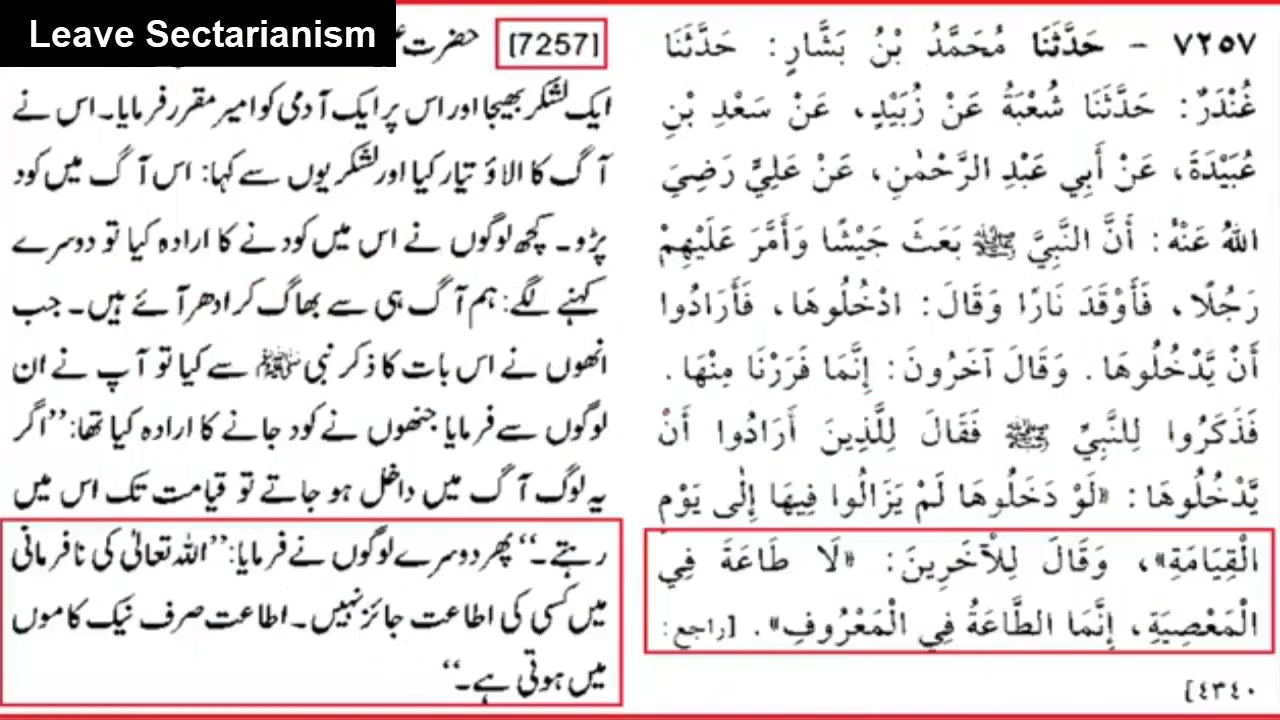 Leave Sectarianism
٧٢٥٧ - حَدَّثَنَا مُحَمَّدُ بْنُ بَشَّارٍ: حَدَّثَنَا
غُنْدَرٌ: حَدَّثَنَا شُعْبَةُ عَنْ زُبَيْدٍ، عَنْ سَعْدِ بْنِ
عُبَيْدَةَ، عَنْ أَبِي عَبْدِ الرَّحْمٰنِ، عَنْ عَلِيٍّ رَضِيَ
اللهُ عَنْهُ: أَنَّ النَّبِيَّ ﷺ بَعَثَ جَيْشًا وَأَمَّرَ عَلَيْهِمْ
رَجُلًا، فَأَوْقَدَ نَارًا وَقَالَ: ادْخُلُوهَا، فَأَرَادُوا
أَنْ يَّدْخُلُوهَا. وَقَالَ آخَرُونَ: إِنَّمَا فَرَرْنَا مِنْهَا.
فَذَكَرُوا لِلنَّبِيِّ ﷺ فَقَالَ لِلَّذِينَ أَرَادُوا أَنْ
يَّدْخُلُوهَا: «لَوْ دَخَلُوهَا لَمْ يَزَالُوا فِيهَا إِلٰى يَوْمِ
الْقِيَامَةِ»، وَقَالَ لِلْآخَرِينَ: «لَا طَاعَةَ فِي
الْمَعْصِيَةِ، إِنَّمَا الطَّاعَةُ فِي الْمَعْرُوفِ». [راجع:
٤٣٤٠]
[7257] حضرت
ایک لشکر بھیجا اور اس پر ایک آدمی کو امیر مقرر فرمایا۔ اس نے
آگ کا الاؤ تیار کیا اور لشکریوں سے کہا: اس آگ میں کود
پڑو۔ کچھ لوگوں نے اس میں کودنے کا ارادہ کیا تو دوسرے
کہنے لگے: ہم آگ ہی سے بھاگ کر ادھر آئے ہیں۔ جب
انھوں نے اس بات کا ذکر نبی ﷺ سے کیا تو آپ نے ان
لوگوں سے فرمایا جنھوں نے کود جانے کا ارادہ کیا تھا: ’’اگر
یہ لوگ آگ میں داخل ہو جاتے تو قیامت تک اس میں
رہتے۔‘‘ پھر دوسرے لوگوں نے فرمایا: ’’اللہ تعالیٰ کی نافرمانی
میں کسی کی اطاعت جائز نہیں۔ اطاعت صرف نیک کاموں
میں ہوتی ہے۔‘‘